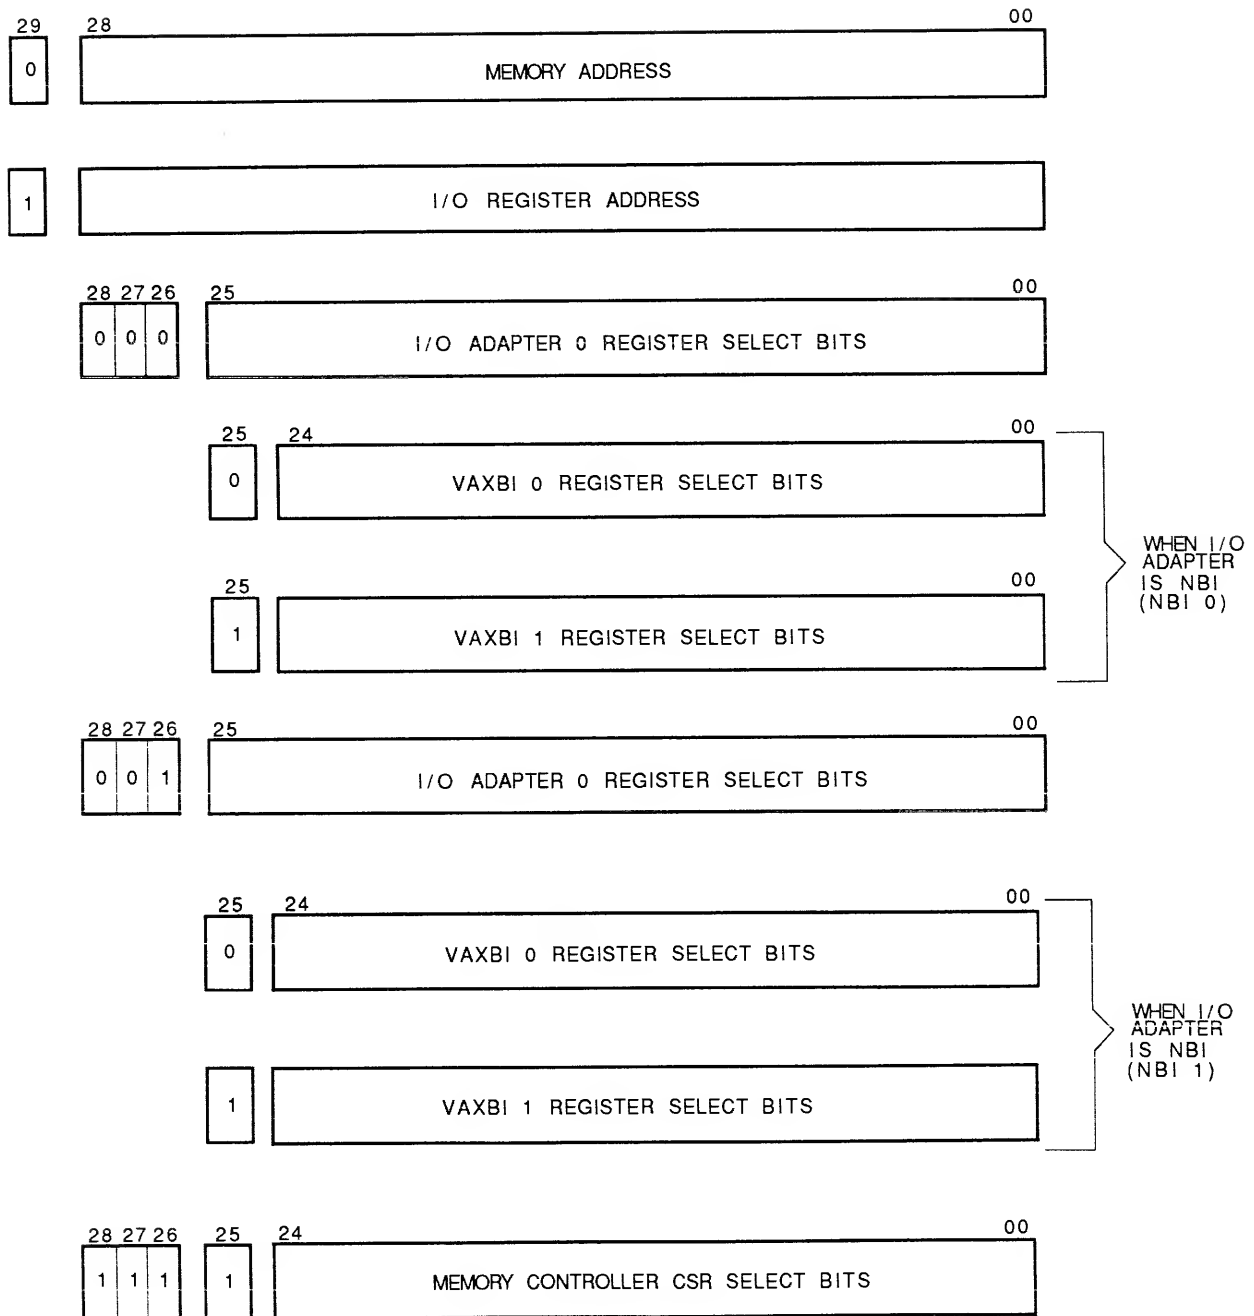 29 28 00
0 MEMORY ADDRESS
1 I/O REGISTER ADDRESS
28 27 26 25 00
0 0 0 I/O ADAPTER 0 REGISTER SELECT BITS
25 24 00
0 VAXBI 0 REGISTER SELECT BITS
25 00
1 VAXBI 1 REGISTER SELECT BITS
WHEN I/O
ADAPTER
IS NBI
(NBI 0)
28 27 26 25 00
0 0 1 I/O ADAPTER 0 REGISTER SELECT BITS
25 24 00
0 VAXBI 0 REGISTER SELECT BITS
1 VAXBI 1 REGISTER SELECT BITS
WHEN I/O
ADAPTER
IS NBI
(NBI 1)
28 27 26 25 24 00
1 1 1 1 MEMORY CONTROLLER CSR SELECT BITS